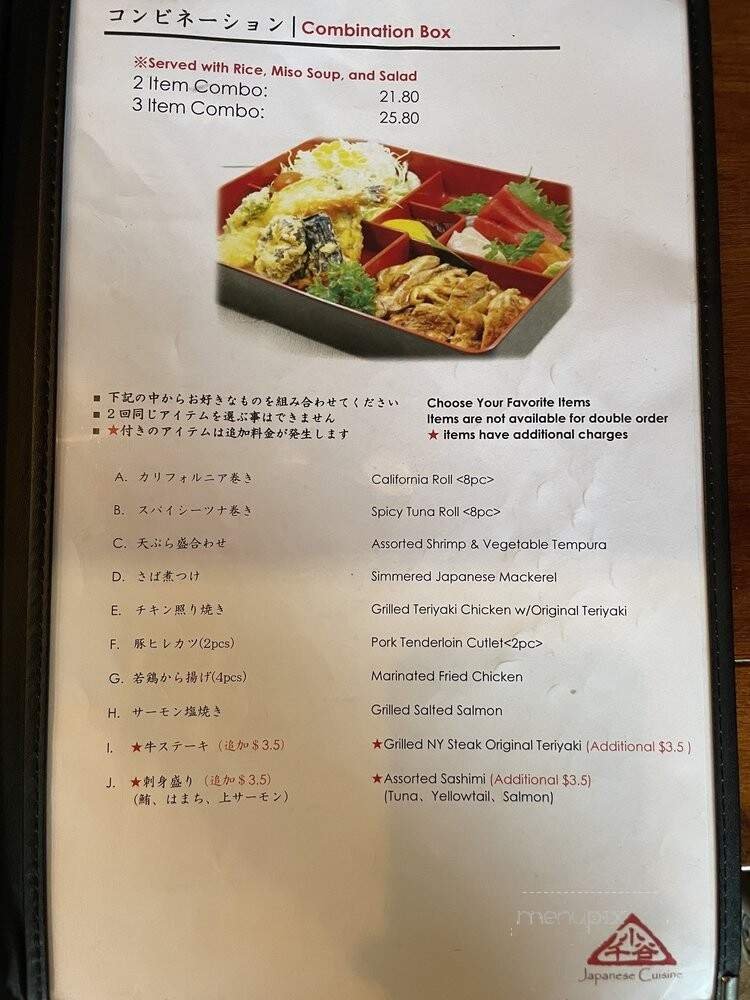 コンビネーション|Combination Box
※Served with Rice, Miso Soup, and Salad
2 Item Combo: 21.80
3 Item Combo: 25.80
■ 下記の中からお好きなものを組み合わせてください Choose Your Favorite Items
■ 2回同じアイテムを選ぶ事はできません Items are not available for double order
■ ★付きのアイテムは追加料金が発生します ★ items have additional charges
A. カリフォルニア巻き California Roll <8pc>
B. スパイシーツナ巻き Spicy Tuna Roll <8pc>
C. 天ぷら盛合わせ Assorted Shrimp & Vegetable Tempura
D. さば煮つけ Simmered Japanese Mackerel
E. チキン照り焼き Grilled Teriyaki Chicken w/Original Teriyaki
F. 豚ヒレカツ(2pcs) Pork Tenderloin Cutlet<2pc>
G. 若鶏から揚げ(4pcs) Marinated Fried Chicken
H. サーモン塩焼き Grilled Salted Salmon
I. ★牛ステーキ（追加＄3.5） ★Grilled NY Steak Original Teriyaki (Additional $3.5 )
J. ★刺身盛り（追加＄3.5） ★Assorted Sashimi (Additional $3.5)
(鮪、はまち、上サーモン） (Tuna、Yellowtail、Salmon)
menupix
小千谷
Japanese Cuisine